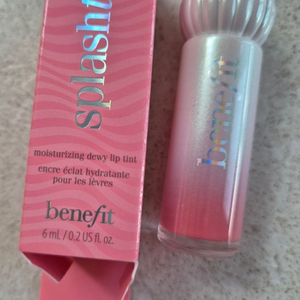 splasht
moisturizing dewy lip tint
encre éclat hydratante
pour les lèvres
benefit
6 mL / 0.2 US fl. oz.
benefit